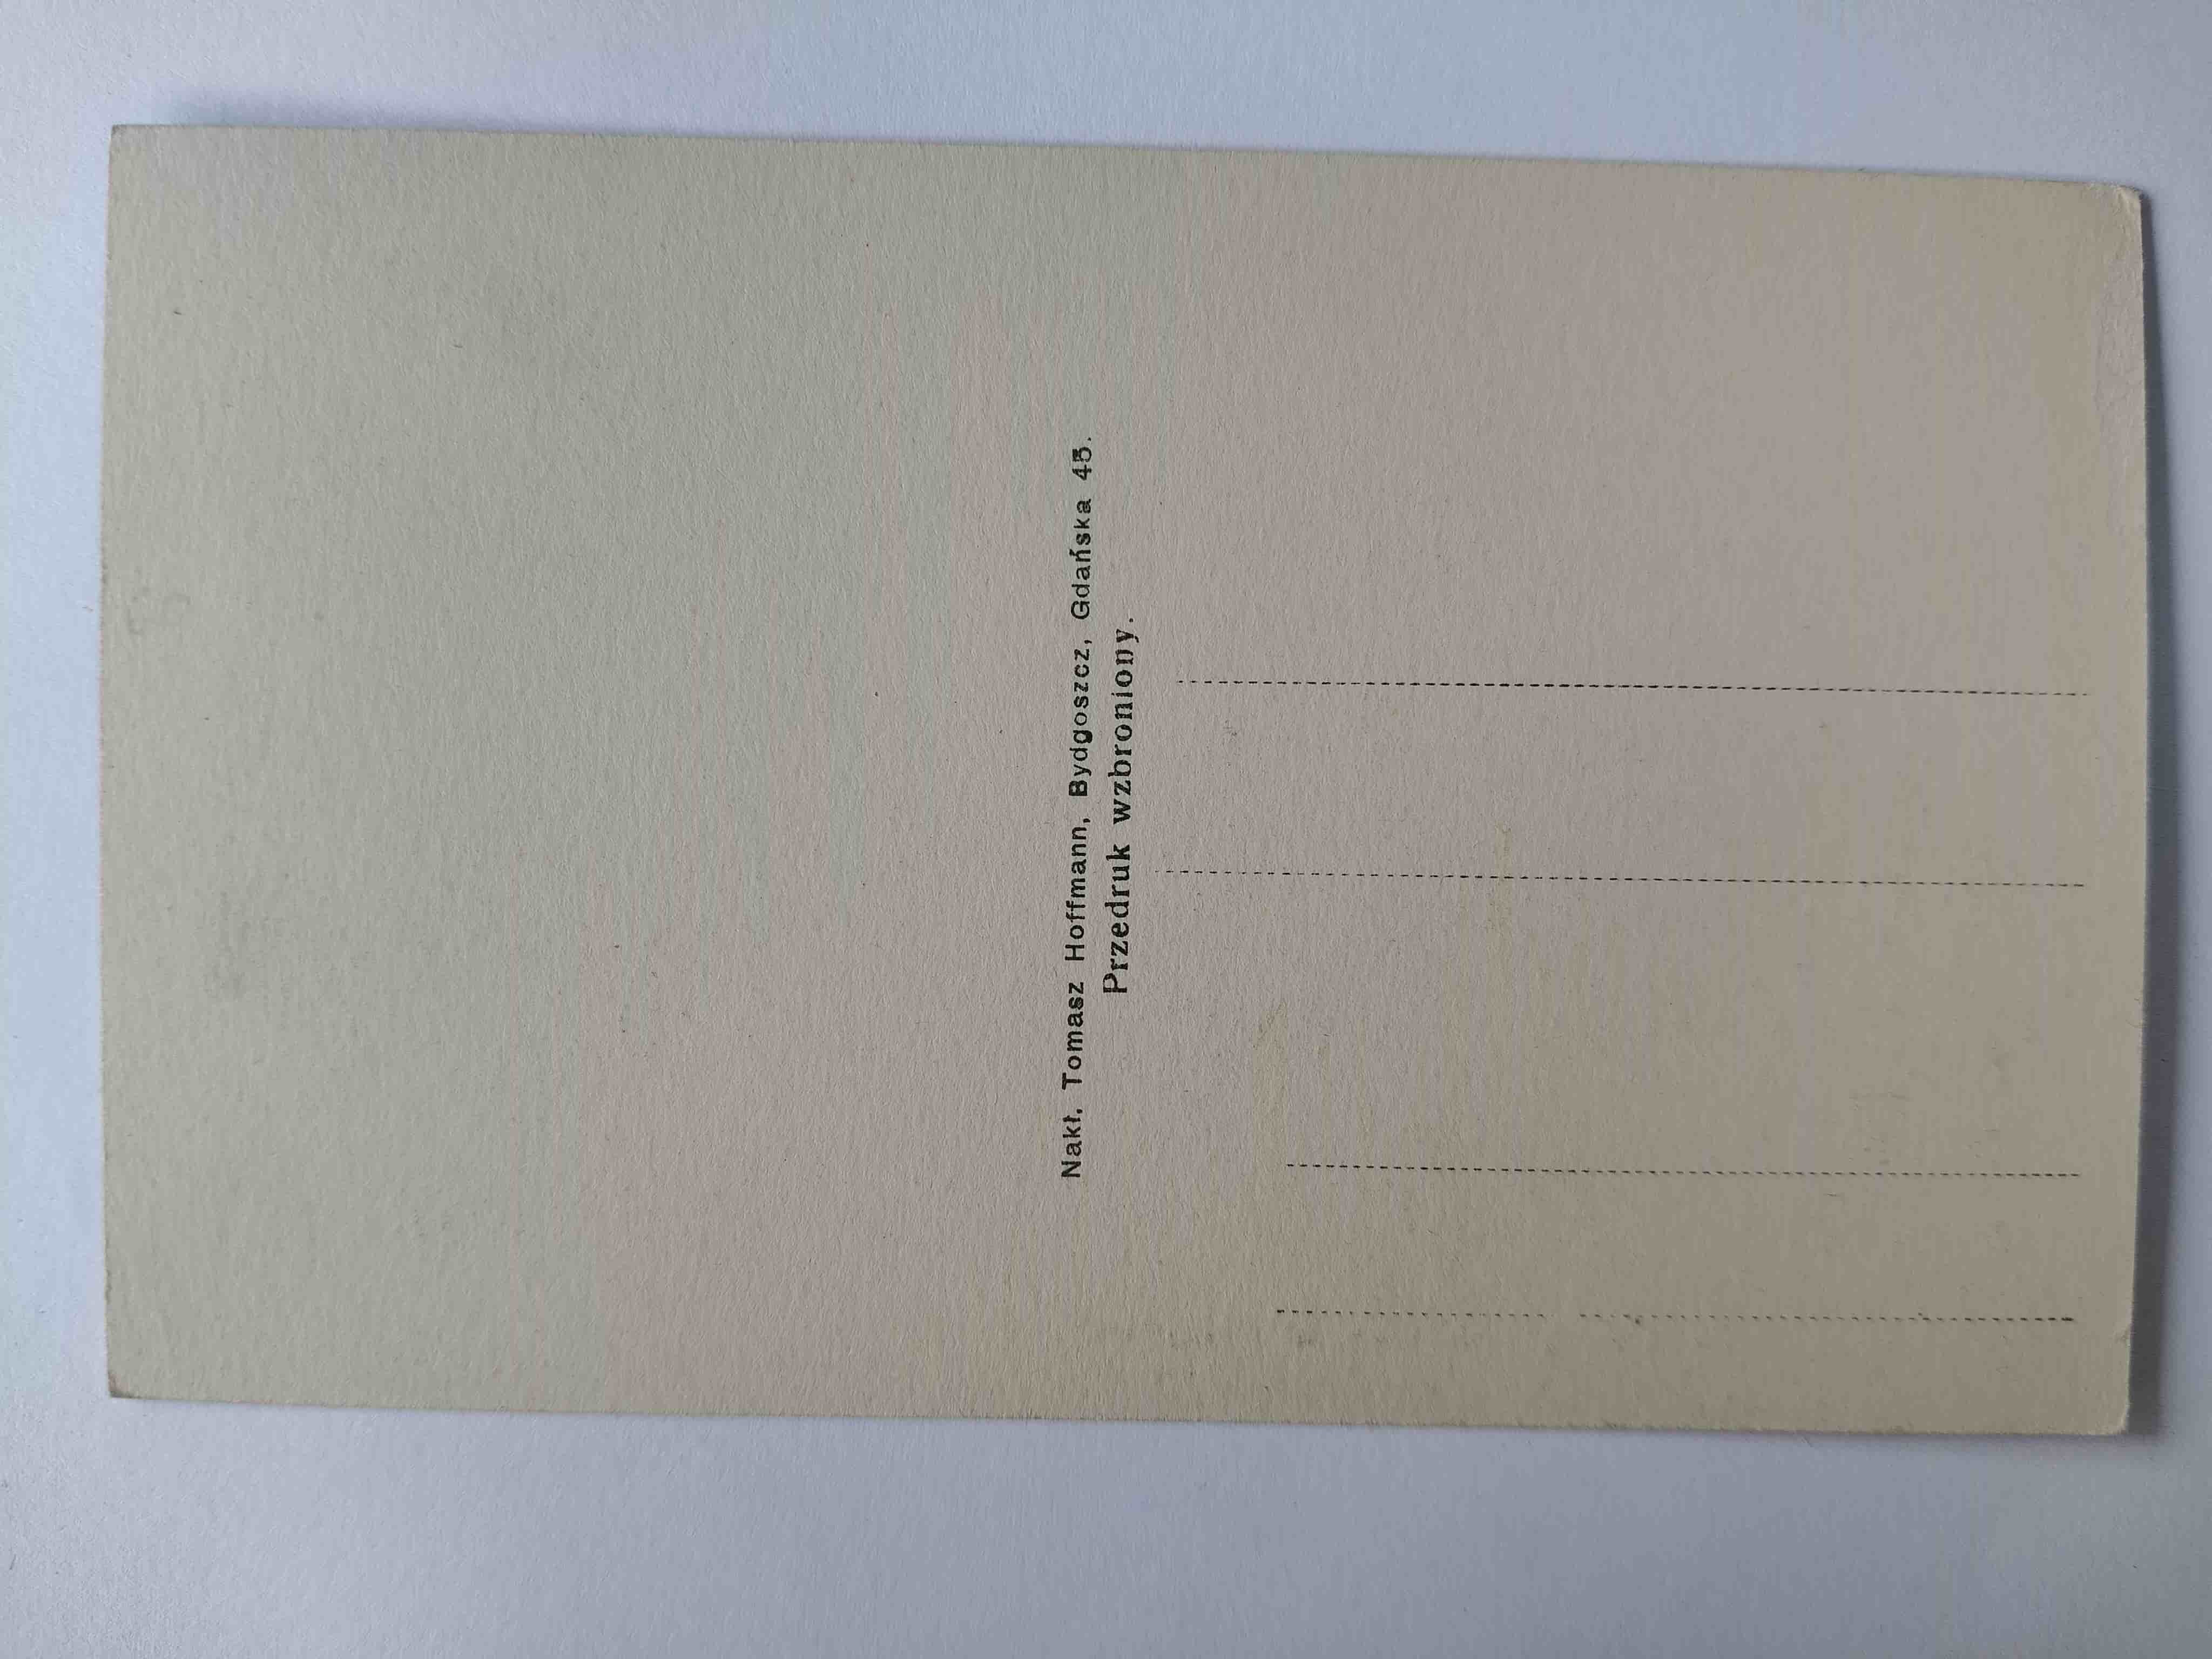 Nakł. Tomasz Hoffmann, Bydgoszcz, Gdańska 45.
Przedruk wzbroniony.